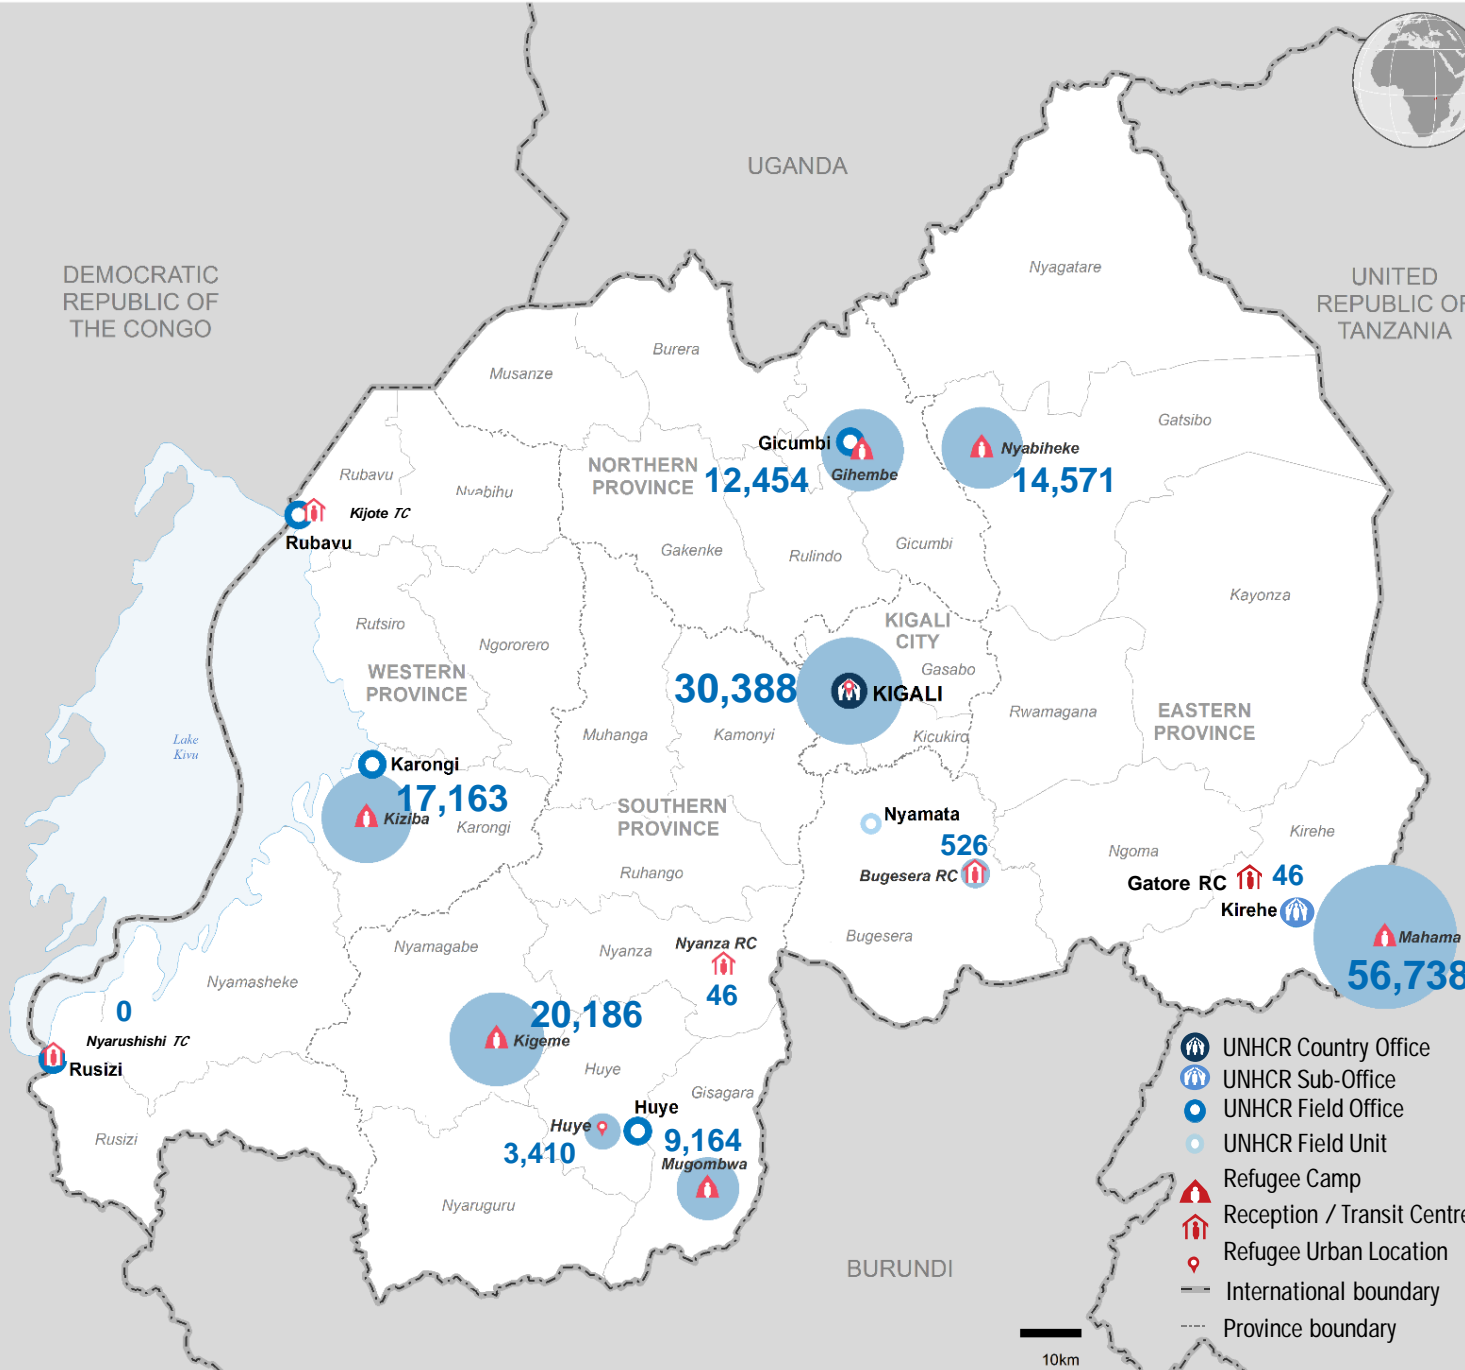 UGANDA
DEMOCRATIC
REPUBLIC OF
THE CONGO
UNITED
REPUBLIC OF
TANZANIA
Nyagatare
Burera
Musanze
Gatsibo
Gicumbi
Gihembe
12,454
Nyabiheke
14,571
NORTHERN
PROVINCE
Rubavu
Nyabihu
Kijote TC
Rubavu
Gakenke
Rulindo
Gicumbi
Kayonza
Rutsiro
Ngororero
KIGALI
CITY
Gasabo
WESTERN
PROVINCE
30,388
KIGALI
Rwamagana
EASTERN
PROVINCE
Lake
Kivu
Muhanga
Kamonyi
Kicukiro
Karongi
17,163
Kiziba
Karongi
SOUTHERN
PROVINCE
Nyamata
526
Bugesera RC
Ngoma
Kirehe
Ruhango
Gatore RC
46
Kirehe
Mahama
56,738
Nyamagabe
Nyanza
Nyanza RC
46
Bugesera
Nyamasheke
0
Nyarushishi TC
Rusizi
20,186
Kigeme
Huye
Gisagara
Huye
Huye
3,410
9,164
Mugombwa
Rusizi
Nyaruguru
BURUNDI
UNHCR Country Office
UNHCR Sub-Office
UNHCR Field Office
UNHCR Field Unit
Refugee Camp
Reception / Transit Centre
Refugee Urban Location
International boundary
Province boundary
10km